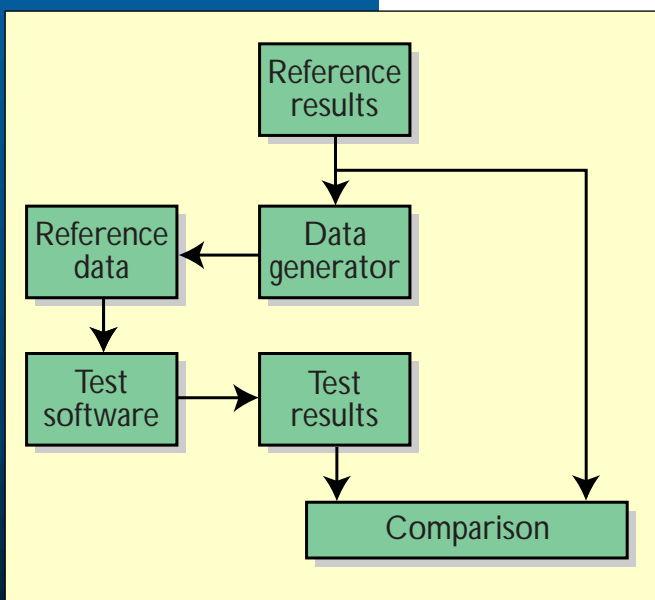 Reference
results
Reference
data
Data
generator
Test
software
Test
results
Comparison